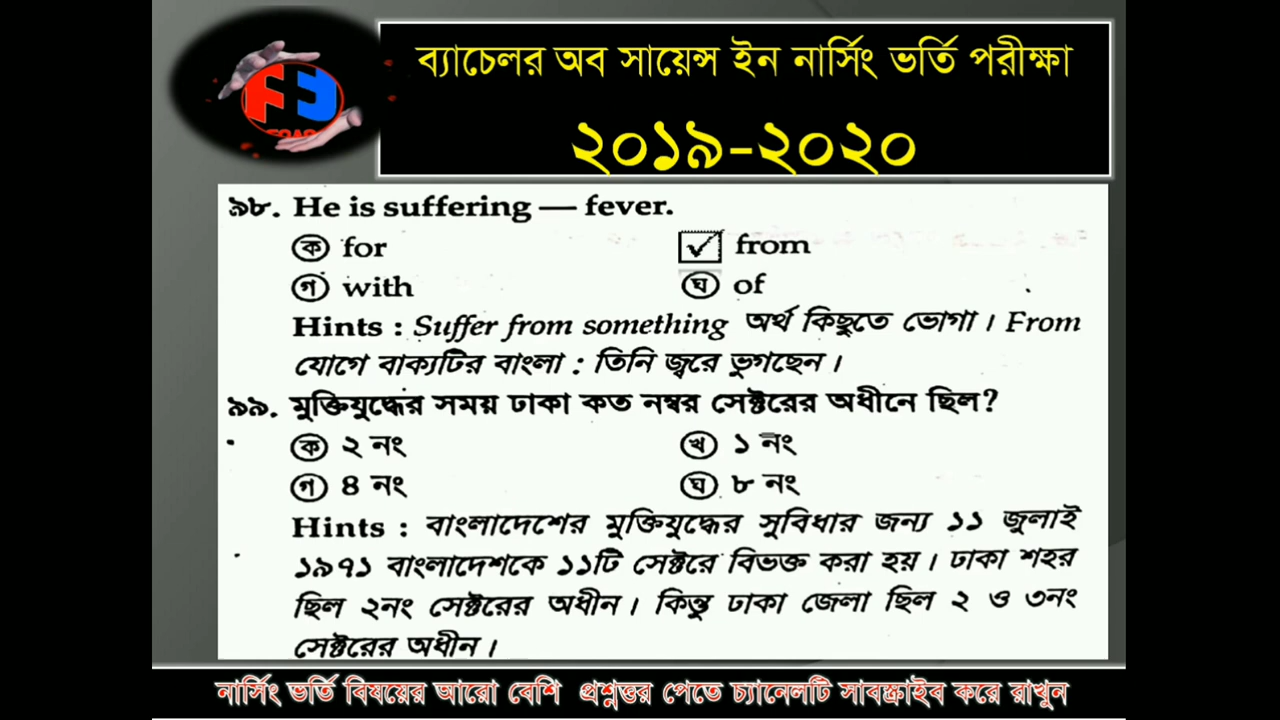 ব্যাচেলর অব সায়েন্স ইন নার্সিং ভর্তি পরীক্ষা
২০১৯-২০২০
৯৮. He is suffering — fever.
ক for ✓ from
গ with ঘ of
Hints : Suffer from something অর্থ কিছুতে ভোগা। From
যোগে বাক্যটির বাংলা : তিনি জ্বরে ভুগছেন।
৯৯. মুক্তিযুদ্ধের সময় ঢাকা কত নম্বর সেক্টরের অধীনে ছিল?
ক ২ নং খ ১ নং
গ ৪ নং ঘ ৮ নং
Hints : বাংলাদেশের মুক্তিযুদ্ধের সুবিধার জন্য ১১ জুলাই
১৯৭১ বাংলাদেশকে ১১টি সেক্টরে বিভক্ত করা হয়। ঢাকা শহর
ছিল ২নং সেক্টরের অধীন। কিন্তু ঢাকা জেলা ছিল ২ ও ৩নং
সেক্টরের অধীন।
নার্সিং ভর্তি বিষয়ের আরো বেশি প্রশ্নত্তর পেতে চ্যানেলটি সাবস্ক্রাইব করে রাখুন